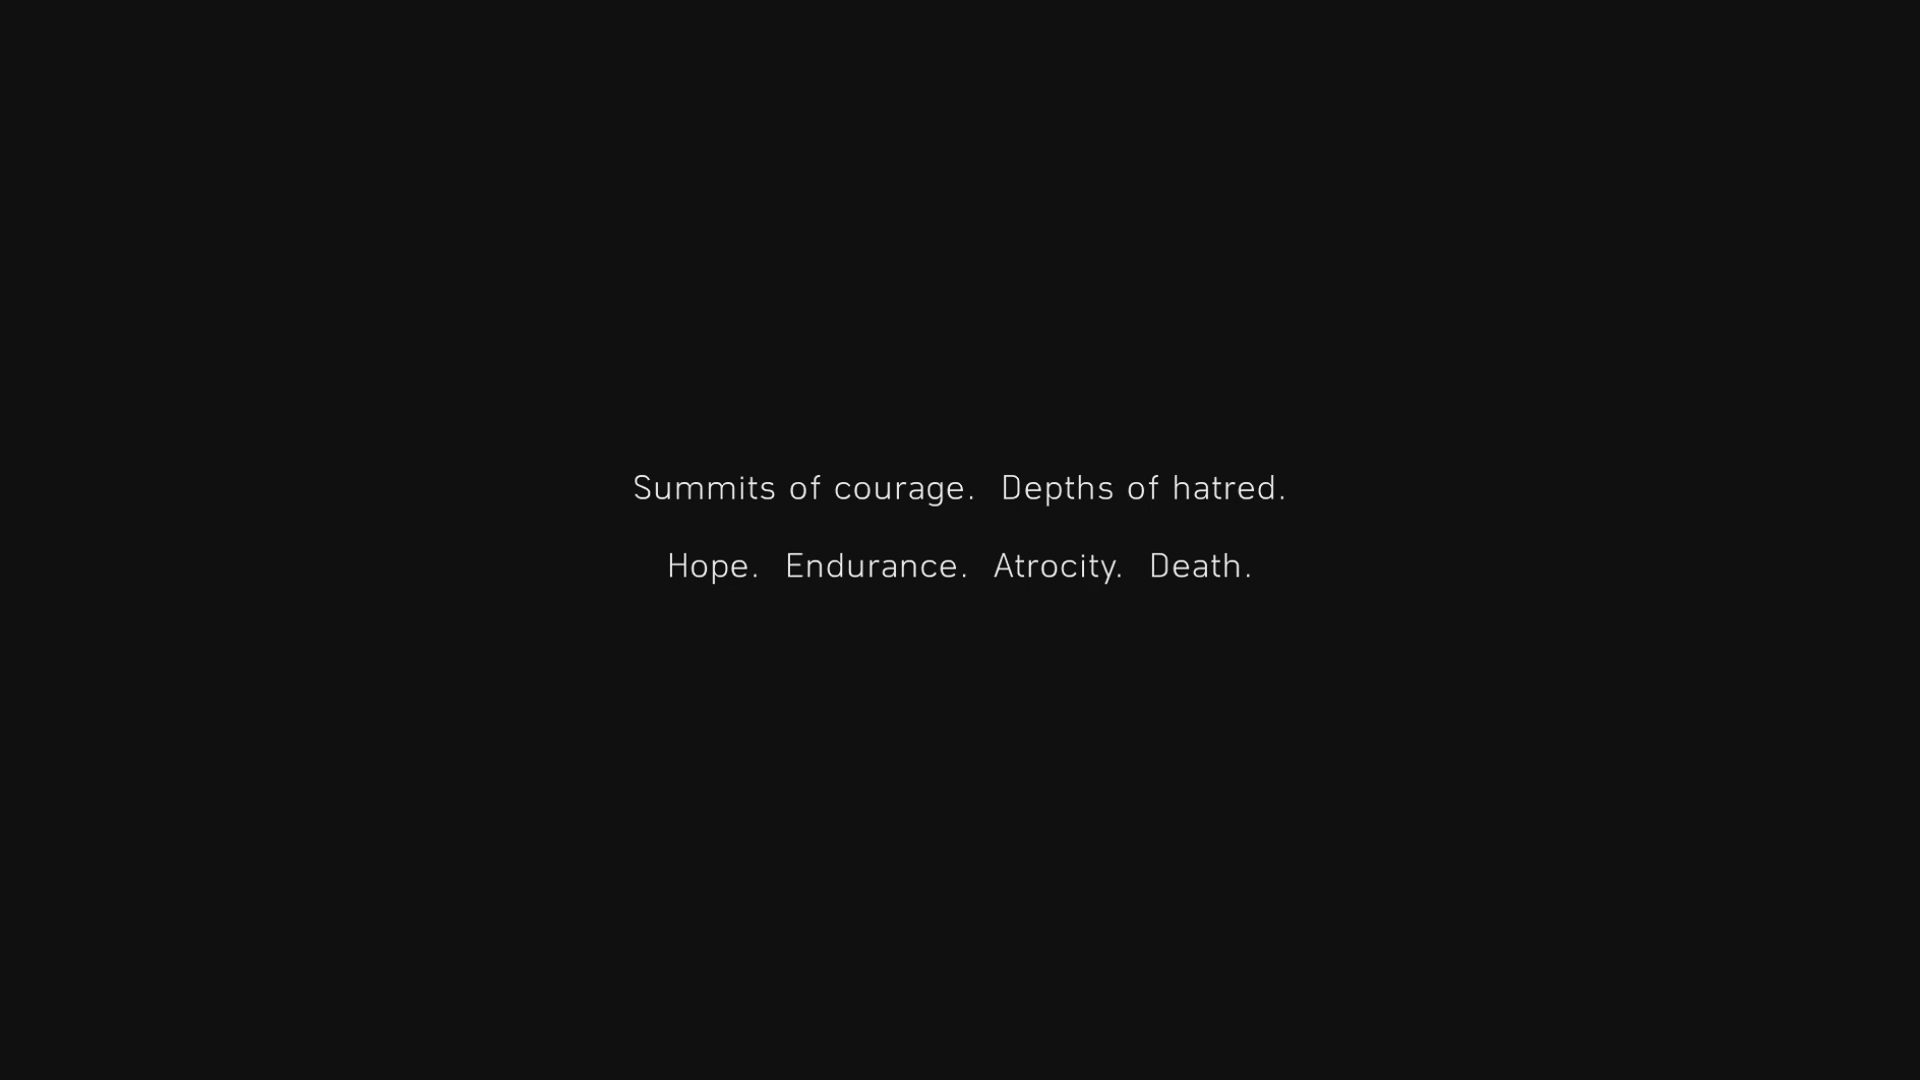 Summits of courage. Depths of hatred.
Hope. Endurance. Atrocity. Death.